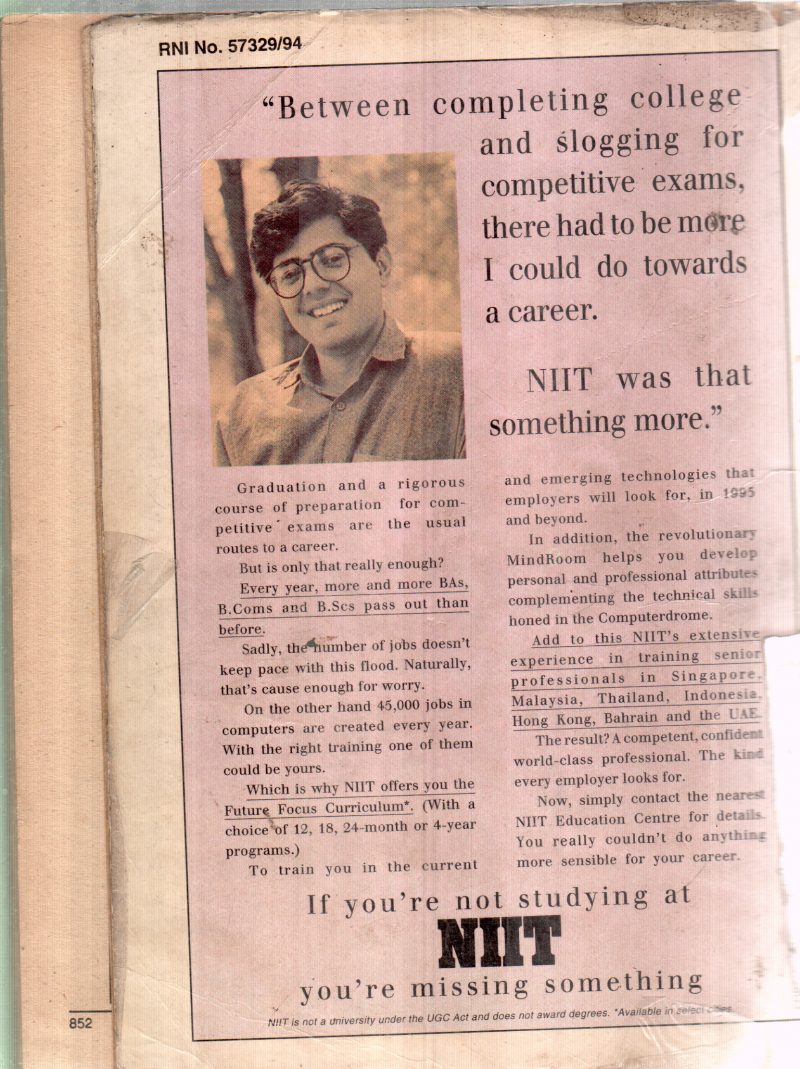 RNI No. 57329/94
“Between completing college
and slogging for
competitive exams,
there had to be more
I could do towards
a career.
NIIT was that
something more.”
Graduation and a rigorous
course of preparation for com-
petitive exams are the usual
routes to a career.
But is only that really enough?
Every year, more and more BAs,
B.Coms and B.Scs pass out than
before.
Sadly, the number of jobs doesn’t
keep pace with this flood. Naturally,
that’s cause enough for worry.
On the other hand 45,000 jobs in
computers are created every year.
With the right training one of them
could be yours.
Which is why NIIT offers you the
Future Focus Curriculum*. (With a
choice of 12, 18, 24-month or 4-year
programs.)
To train you in the current
and emerging technologies that
employers will look for, in 1995
and beyond.
In addition, the revolutionary
MindRoom helps you develop
personal and professional attributes
complementing the technical skills
honed in the Computerdrome.
Add to this NIIT’s extensive
experience in training senior
professionals in Singapore,
Malaysia, Thailand, Indonesia,
Hong Kong, Bahrain and the UAE.
The result? A competent, confident
world-class professional. The kind
every employer looks for.
Now, simply contact the nearest
NIIT Education Centre for details.
You really couldn’t do anything
more sensible for your career.
If you’re not studying at
NIIT
you’re missing something
NIIT is not a university under the UGC Act and does not award degrees. *Available in select cities.
852